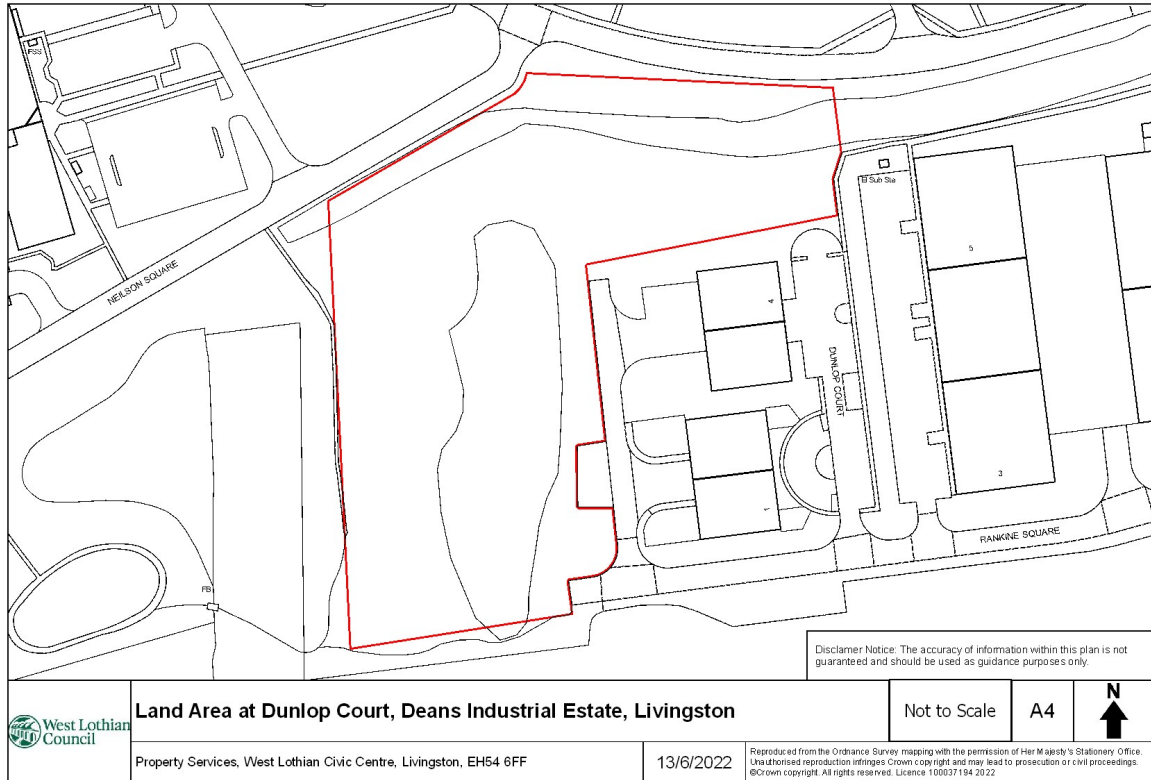 FSS
El Sub Sta
5
NEILSON SQUARE
4
DUNLOP COURT
3
1
RANKINE SQUARE
FB
Disclamer Notice: The accuracy of information within this plan is not
guaranteed and should be used as guidance purposes only.
West Lothian
Council
Land Area at Dunlop Court, Deans Industrial Estate, Livingston
Not to Scale
A4
N
Property Services, West Lothian Civic Centre, Livingston, EH54 6FF
13/6/2022
Reproduced from the Ordnance Survey mapping with the permission of Her Majesty's Stationery Office.
Unauthorised reproduction infringes Crown copyright and may lead to prosecution or civil proceedings.
©Crown copyright. All rights reserved. Licence 100037194 2022